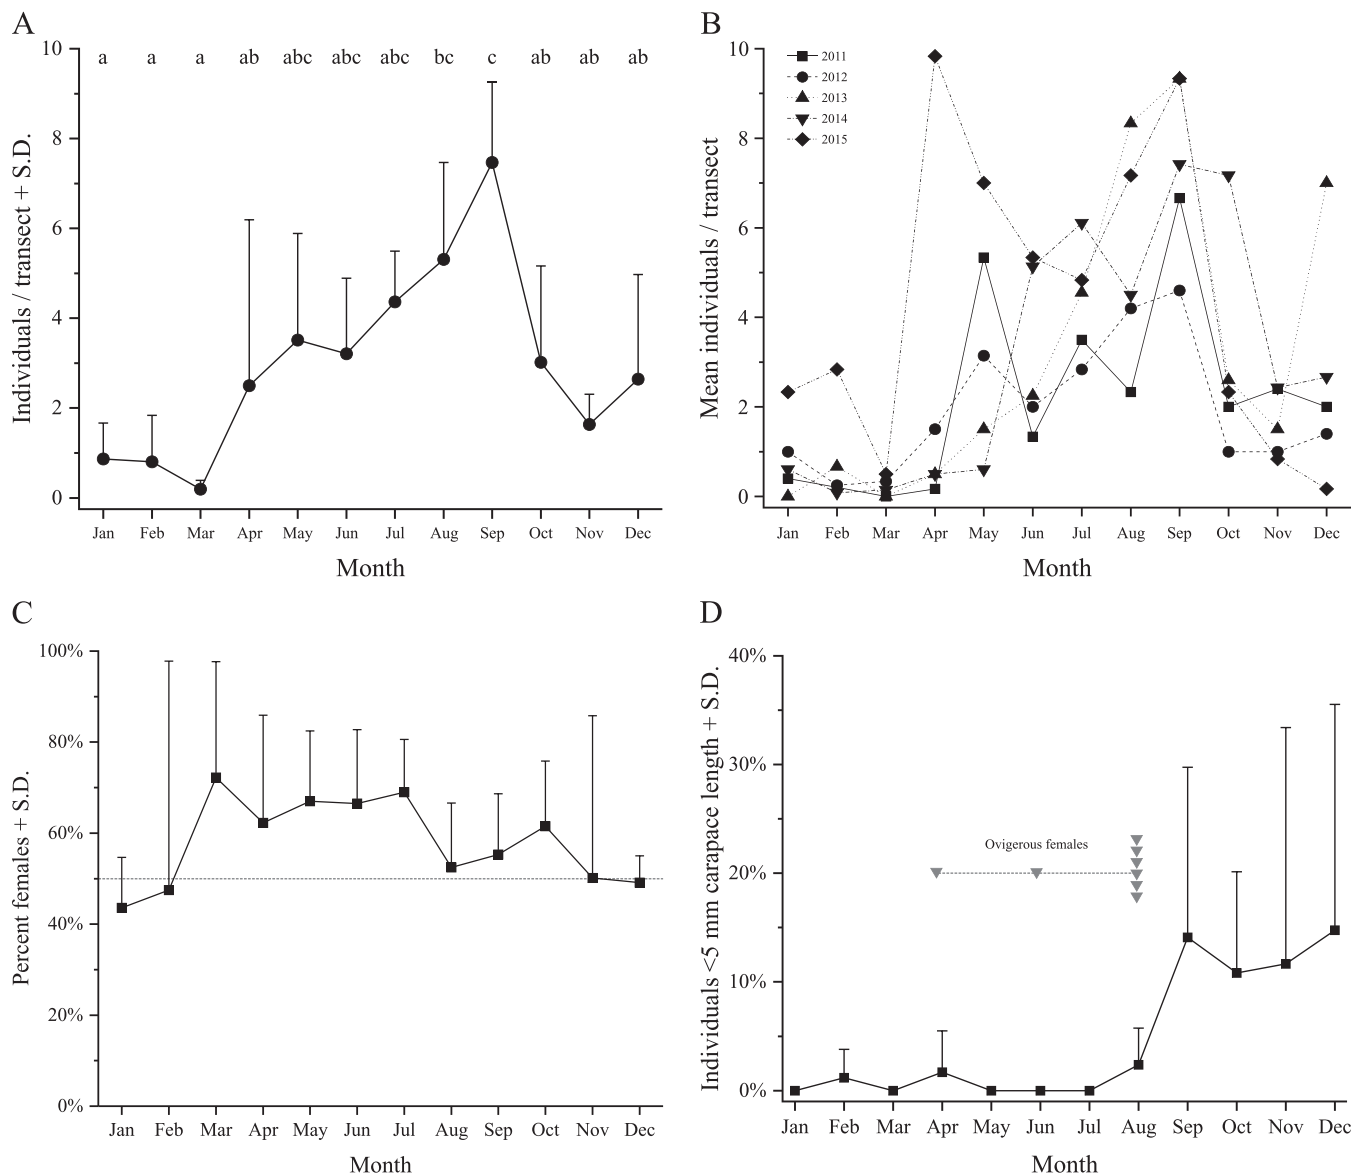 A
Individuals / transect + S.D.
10
8
6
4
2
0
a a a ab abc abc abc bc c ab ab ab
Jan Feb Mar Apr May Jun Jul Aug Sep Oct Nov Dec
Month
B
Mean individuals / transect
10
8
6
4
2
0
2011
2012
2013
2014
2015
Jan Feb Mar Apr May Jun Jul Aug Sep Oct Nov Dec
Month
C
Percent females + S.D.
100%
80%
60%
40%
20%
0%
Jan Feb Mar Apr May Jun Jul Aug Sep Oct Nov Dec
Month
D
Individuals <5 mm carapace length + S.D.
40%
30%
20%
10%
0%
Ovigerous females
Jan Feb Mar Apr May Jun Jul Aug Sep Oct Nov Dec
Month